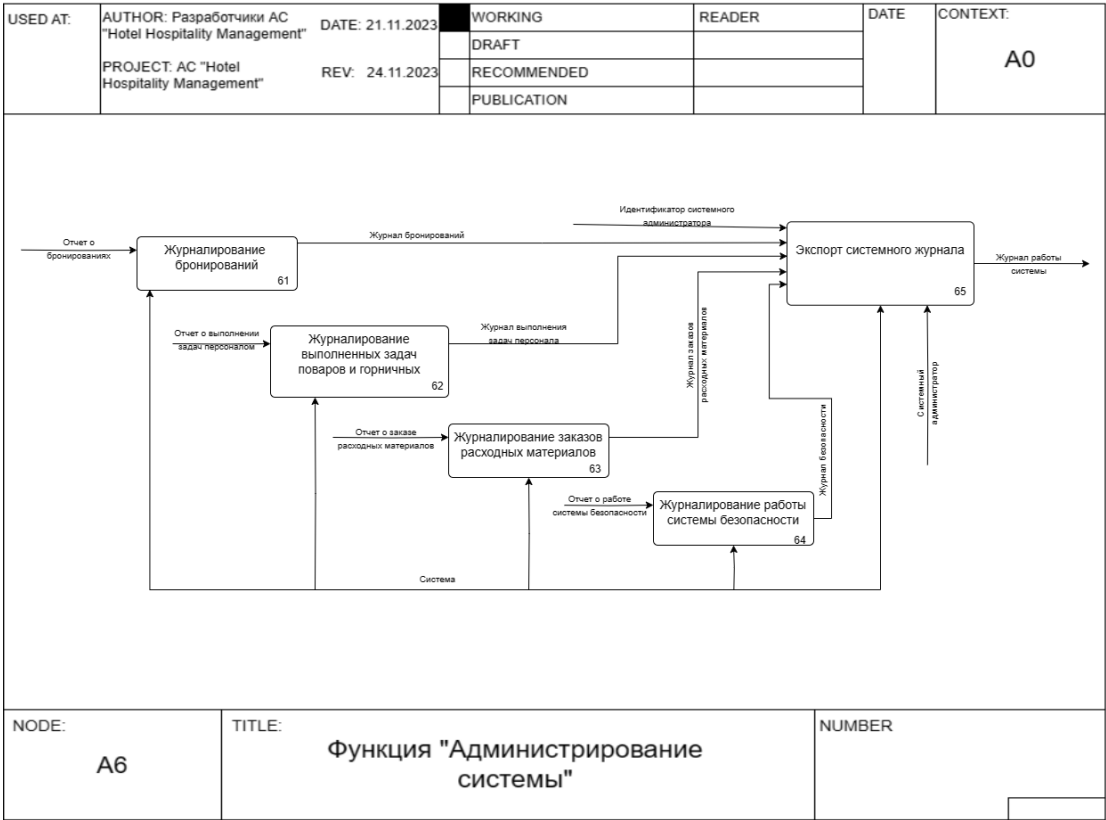 USED AT:
AUTHOR: Разработчики АС
"Hotel Hospitality Management"
DATE: 21.11.2023
PROJECT: АС "Hotel
Hospitality Management"
REV: 24.11.2023
WORKING
DRAFT
RECOMMENDED
PUBLICATION
READER
DATE
CONTEXT:
A0
Идентификатор системного
администратора
Отчет о
бронированиях
Журналирование
бронирований
61
Журнал бронирований
Экспорт системного журнала
65
Журнал работы
системы
Отчет о выполнении
задач персоналом
Журналирование
выполненных задач
поваров и горничных
62
Журнал выполнения
задач персонала
Журнал заказов
расходных материалов
Системный
администратор
Отчет о заказе
расходных материалов
Журналирование заказов
расходных материалов
63
Журнал безопасности
Отчет о работе
системы безопасности
Журналирование работы
системы безопасности
64
Система
NODE:
A6
TITLE:
Функция "Администрирование
системы"
NUMBER